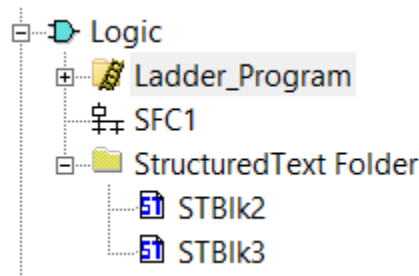 Logic
Ladder_Program
SFC1
StructuredText Folder
STBlk2
STBlk3